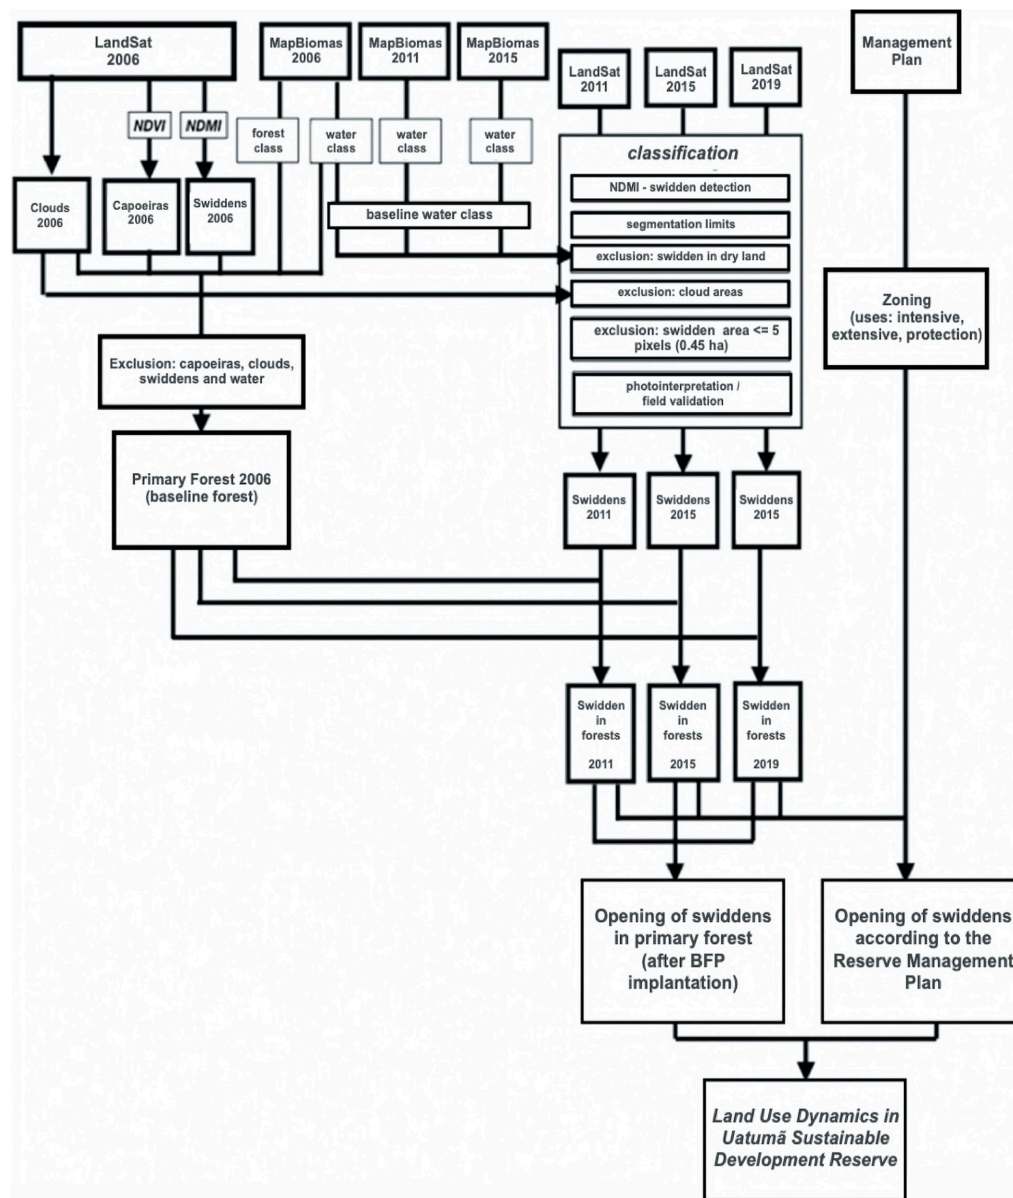 LandSat
2006
MapBiomas
2006
MapBiomas
2011
MapBiomas
2015
LandSat
2011
LandSat
2015
LandSat
2019
Management
Plan
NDVI
NDMI
forest
class
water
class
water
class
water
class
classification
NDMI - swidden detection
segmentation limits
exclusion: swidden in dry land
exclusion: cloud areas
exclusion: swidden area <= 5
pixels (0.45 ha)
photointerpretation /
field validation
Clouds
2006
Capoeiras
2006
Swiddens
2006
baseline water class
Zoning
(uses: intensive,
extensive, protection)
Exclusion: capoeiras, clouds,
swiddens and water
Primary Forest 2006
(baseline forest)
Swiddens
2011
Swiddens
2015
Swiddens
2015
Swidden
in
forests
2011
Swidden
in
forests
2015
Swidden
in
forests
2019
Opening of swiddens
in primary forest
(after BFP
implantation)
Opening of swiddens
according to the
Reserve Management
Plan
Land Use Dynamics in
Uatumã Sustainable
Development Reserve